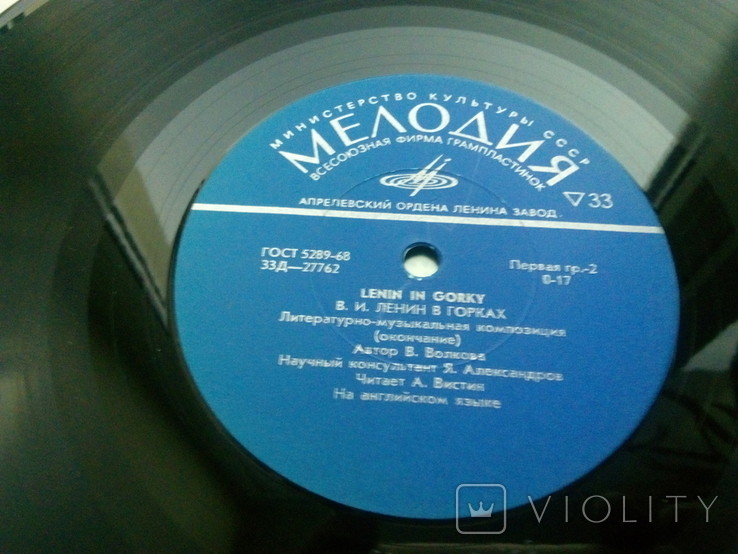 МИНИСТЕРСТВО КУЛЬТУРЫ СССР
МЕЛОДИЯ
ВСЕСОЮЗНАЯ ФИРМА ГРАМПЛАСТИНОК
▽33
АПРЕЛЕВСКИЙ ОРДЕНА ЛЕНИНА ЗАВОД
ГОСТ 5289-68
33Д—27762
Первая гр.-2
0-17
LENIN IN GORKY
В. И. ЛЕНИН В ГОРКАХ
Литературно-музыкальная композиция
(окончание)
Автор В. Волкова
Научный консультант Я. Александров
Читает А. Вистин
На английском языке
VIOLITY